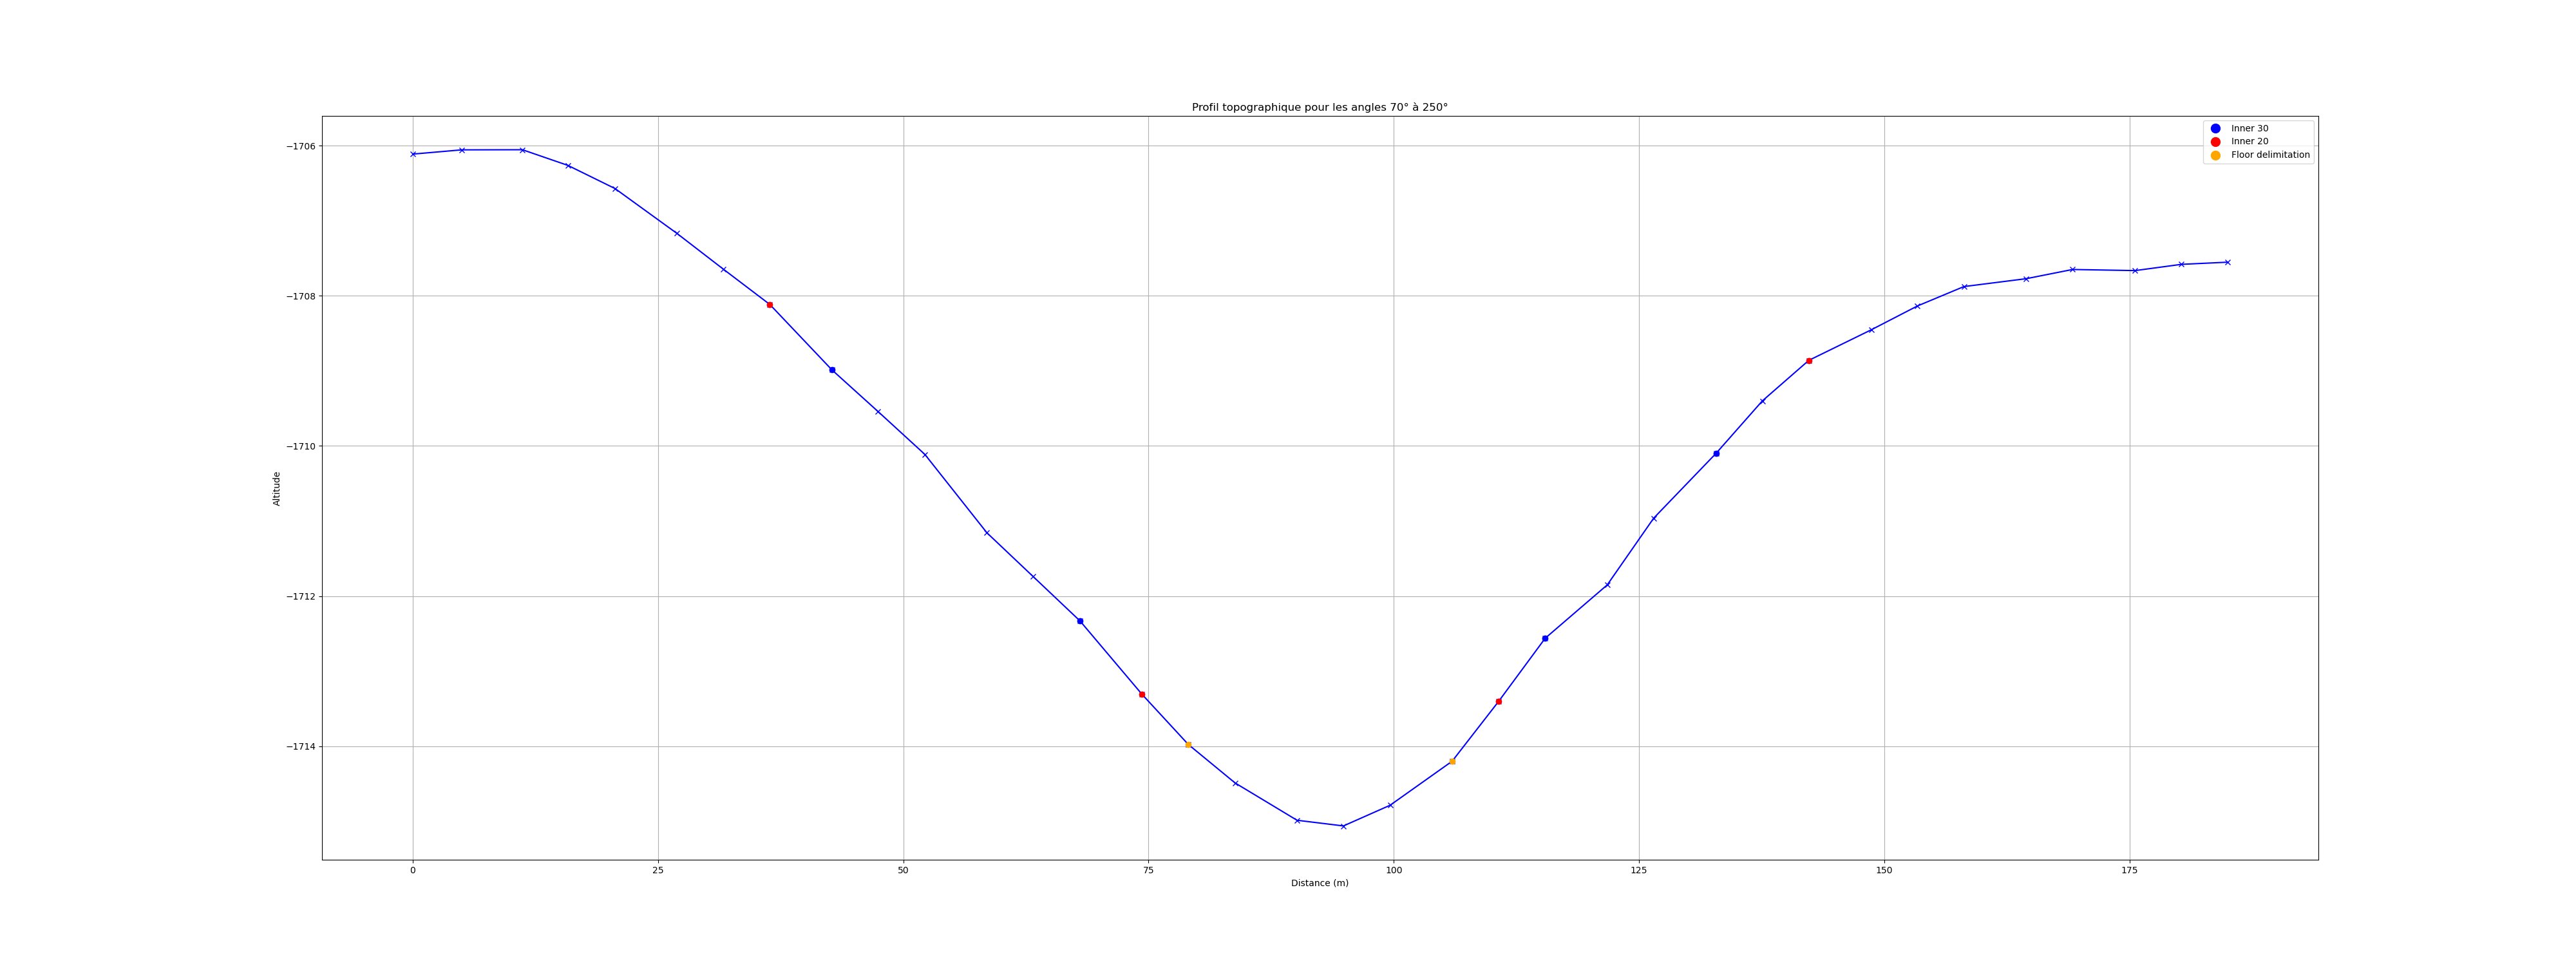 Profil topographique pour les angles 70° à 250°
Inner 30
Inner 20
Floor delimitation
−1706
−1708
−1710
−1712
−1714
Altitude
0 25 50 75 100 125 150 175
Distance (m)